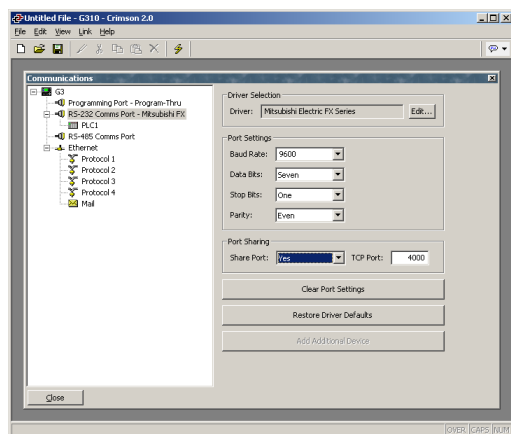 Untitled File - G310 - Crimson 2.0
File Edit View Link Help
Communications
G3
Programming Port - Program-Thru
RS-232 Comms Port - Mitsubishi FX
PLC1
RS-485 Comms Port
Ethernet
Protocol 1
Protocol 2
Protocol 3
Protocol 4
Mail
Driver Selection
Driver: Mitsubishi Electric FX Series Edit...
Port Settings
Baud Rate: 9600
Data Bits: Seven
Stop Bits: One
Parity: Even
Port Sharing
Share Port: Yes TCP Port: 4000
Clear Port Settings
Restore Driver Defaults
Add Additional Device
Close
OVER CAPS NUM